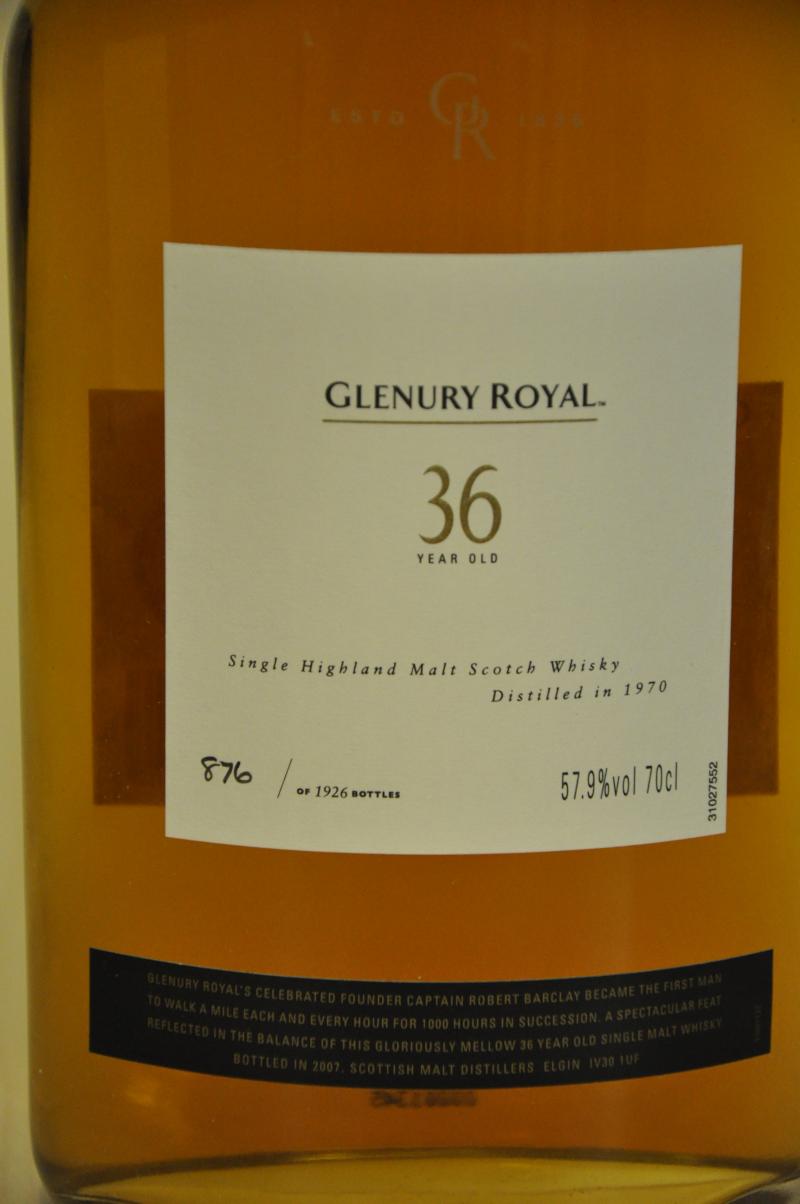 ESTD GR 1825
GLENURY ROYAL™
36
YEAR OLD
Single Highland Malt Scotch Whisky
Distilled in 1970
876 / OF 1926 BOTTLES
57.9%vol 70cl
31027552
GLENURY ROYAL'S CELEBRATED FOUNDER CAPTAIN ROBERT BARCLAY BECAME THE FIRST MAN
TO WALK A MILE EACH AND EVERY HOUR FOR 1000 HOURS IN SUCCESSION. A SPECTACULAR FEAT
REFLECTED IN THE BALANCE OF THIS GLORIOUSLY MELLOW 36 YEAR OLD SINGLE MALT WHISKY
BOTTLED IN 2007. SCOTTISH MALT DISTILLERS ELGIN IV30 1UF